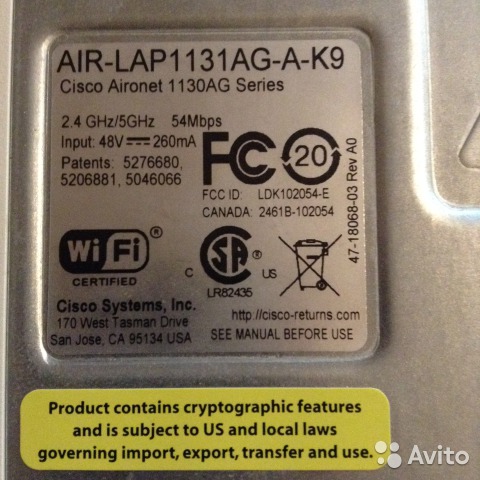 AIR-LAP1131AG-A-K9
Cisco Aironet 1130AG Series
2.4 GHz/5GHz 54Mbps
Input: 48V⎓260mA
Patents: 5276680,
5206881, 5046066
FC 20
FCC ID: LDK102054-E
CANADA: 2461B-102054
47-18068-03 Rev A0
Wi Fi ®
CERTIFIED
C SA US
LR82435
Cisco Systems, Inc.
170 West Tasman Drive
San Jose, CA 95134 USA
http://cisco-returns.com
SEE MANUAL BEFORE USE
Product contains cryptographic features
and is subject to US and local laws
governing import, export, transfer and use.
Avito